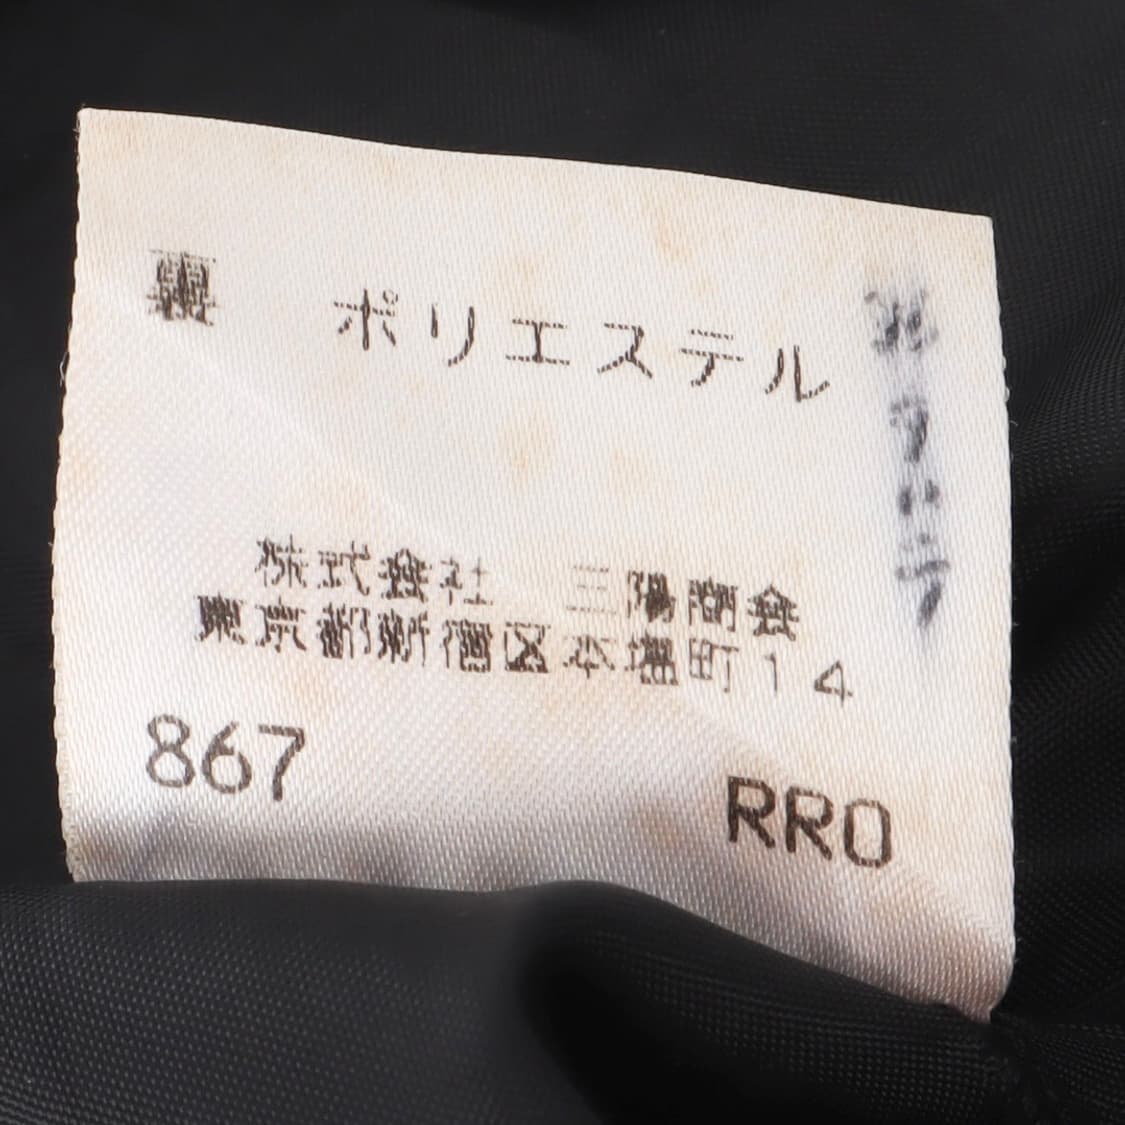 裏 ポリエステル
株式会社 三陽商会
東京都新宿区本塩町14
867
RRO